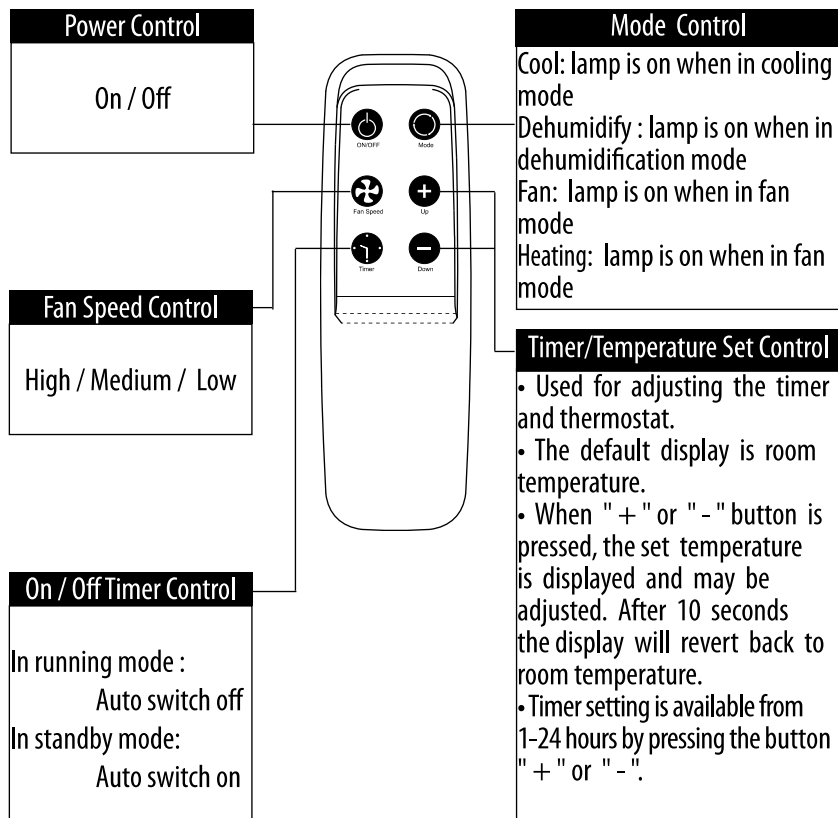 Power Control
On / Off
Fan Speed Control
High / Medium / Low
On / Off Timer Control
In running mode :
Auto switch off
In standby mode:
Auto switch on
ON/OFF
Mode
Fan Speed
Up
Timer
Down
Mode Control
Cool: lamp is on when in cooling
mode
Dehumidify : lamp is on when in
dehumidification mode
Fan: lamp is on when in fan
mode
Heating: lamp is on when in fan
mode
Timer/Temperature Set Control
• Used for adjusting the timer
and thermostat.
• The default display is room
temperature.
• When " + " or " - " button is
pressed, the set temperature
is displayed and may be
adjusted. After 10 seconds
the display will revert back to
room temperature.
• Timer setting is available from
1-24 hours by pressing the button
" + " or " - ".